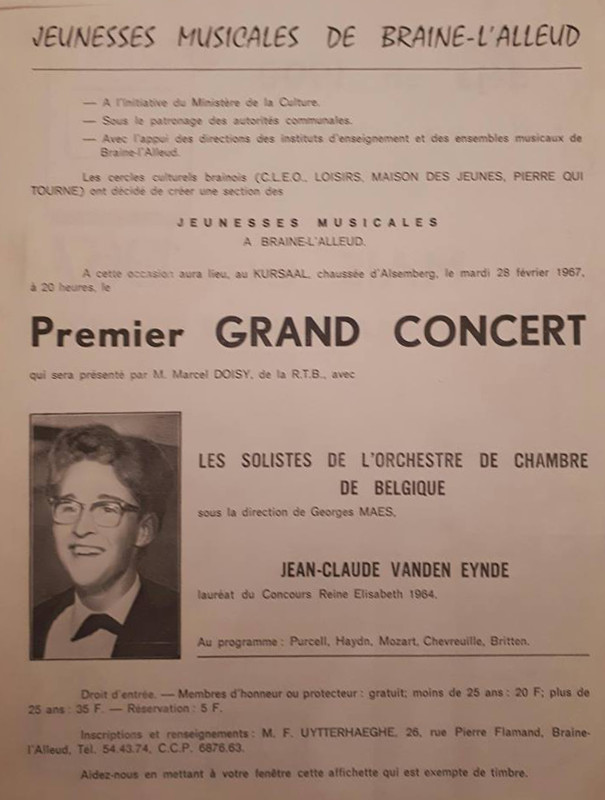 JEUNESSES MUSICALES DE BRAINE-L'ALLEUD
— A l'initiative du Ministère de la Culture.
— Sous le patronage des autorités communales.
— Avec l'appui des directions des instituts d'enseignement et des ensembles musicaux de
Braine-l'Alleud.
Les cercles culturels brainois (C.L.E.O., LOISIRS, MAISON DES JEUNES, PIERRE QUI
TOURNE) ont décidé de créer une section des
JEUNESSES MUSICALES
A BRAINE-L'ALLEUD.
A cette occasion aura lieu, au KURSAAL, chaussée d'Alsemberg, le mardi 28 février 1967,
à 20 heures, le
Premier GRAND CONCERT
qui sera présenté par M. Marcel DOISY, de la R.T.B., avec
LES SOLISTES DE L'ORCHESTRE DE CHAMBRE
DE BELGIQUE
sous la direction de Georges MAES,
JEAN-CLAUDE VANDEN EYNDE
lauréat du Concours Reine Elisabeth 1964.
Au programme : Purcell, Haydn, Mozart, Chevreuille, Britten.
Droit d'entrée. — Membres d'honneur ou protecteur : gratuit; moins de 25 ans : 20 F; plus de
25 ans : 35 F. — Réservation : 5 F.
Inscriptions et renseignements : M. F. UYTTERHAEGHE, 26, rue Pierre Flamand, Braine-
l'Alleud, Tél. 54.43.74, C.C.P. 6876.63.
Aidez-nous en mettant à votre fenêtre cette affichette qui est exempte de timbre.